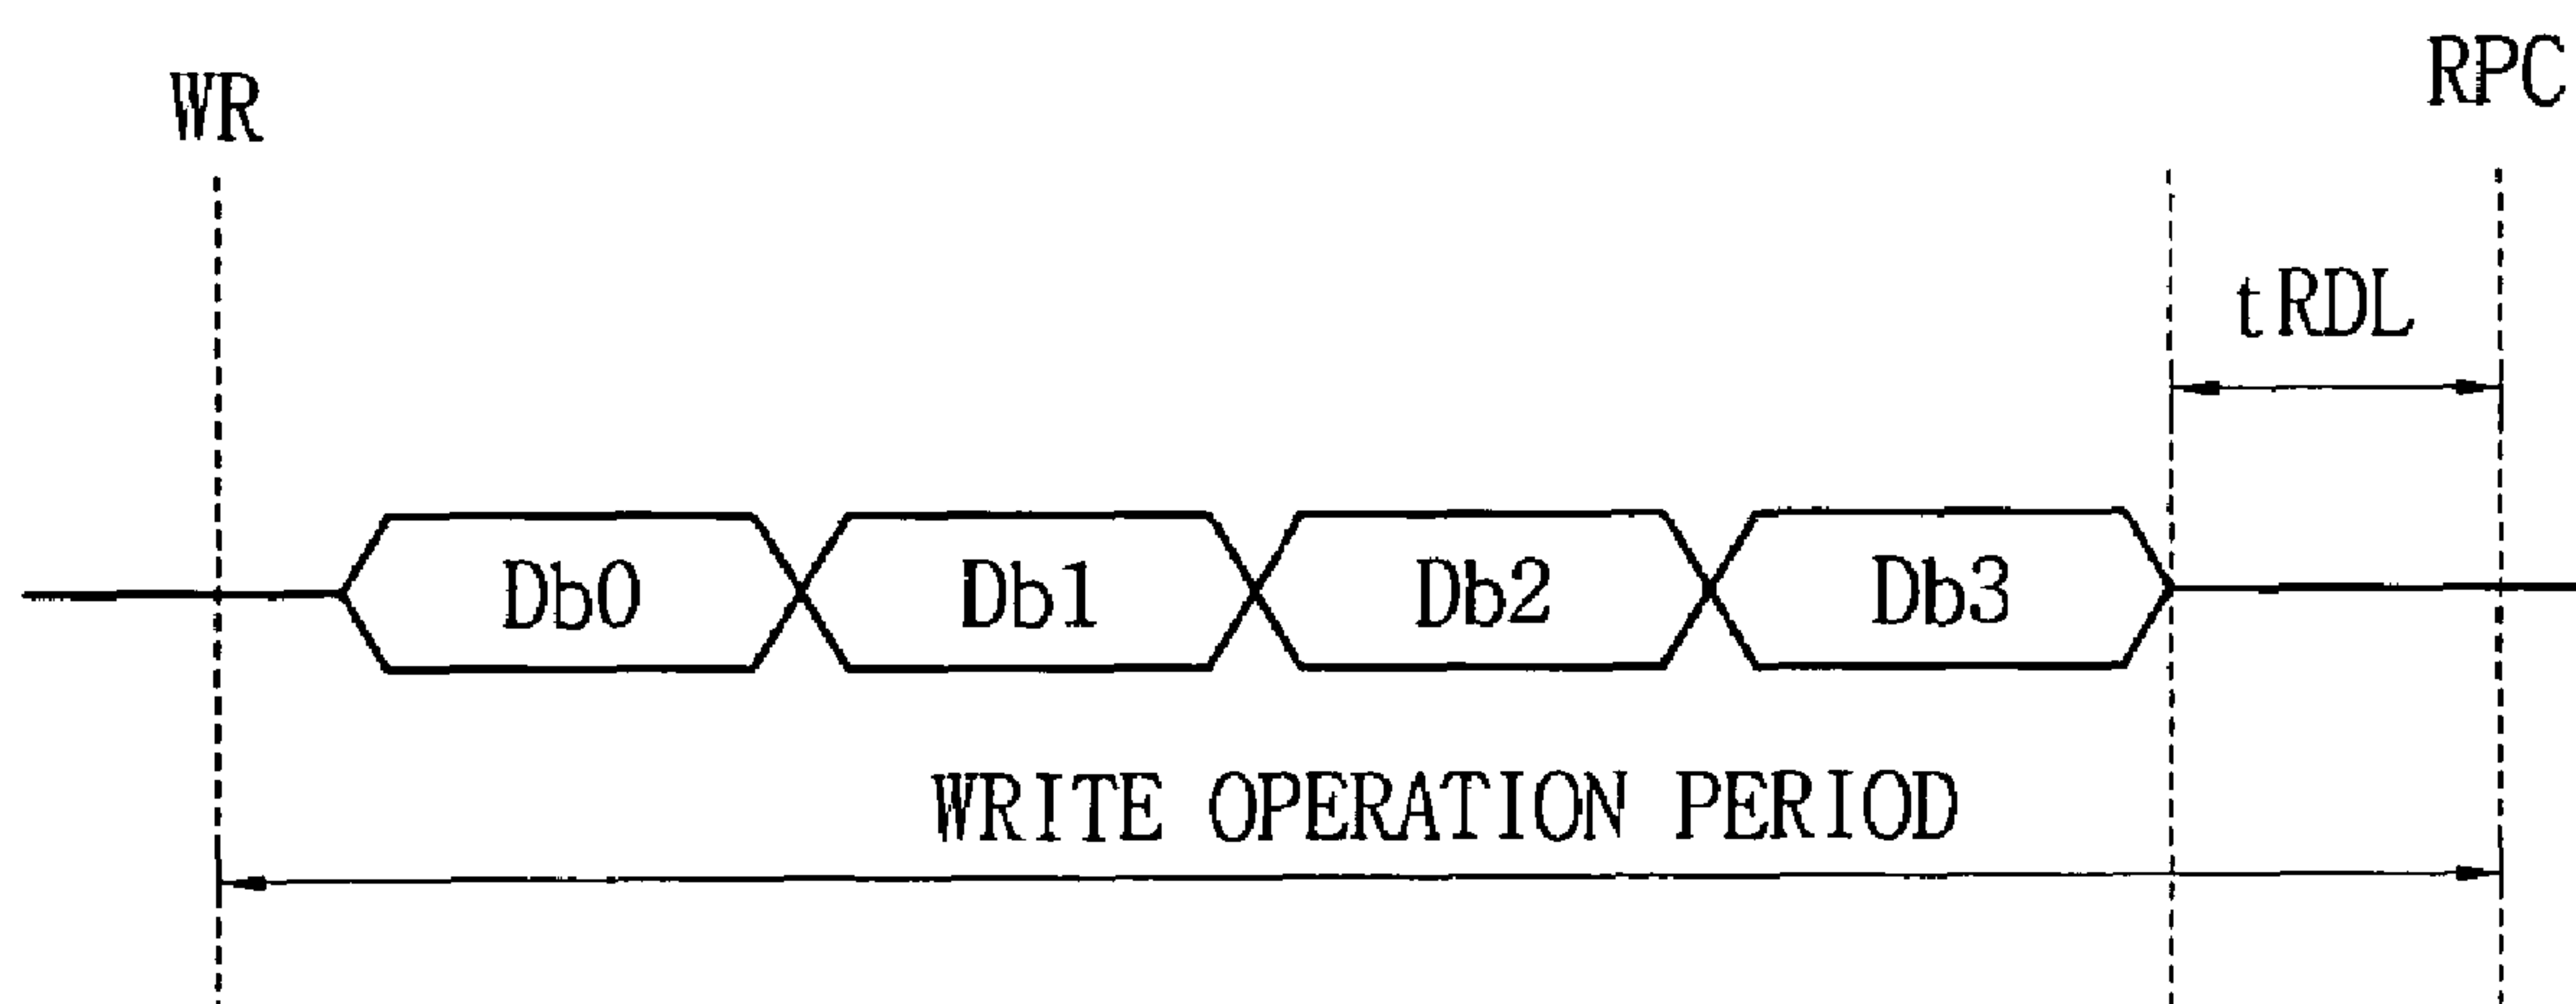 WR RPC
tRDL
Db0 Db1 Db2 Db3
WRITE OPERATION PERIOD